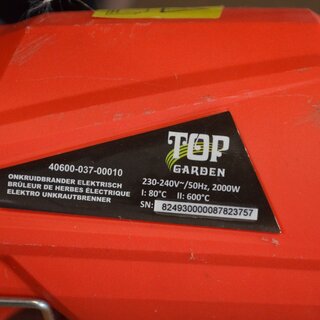 TOP
GARDEN
40600-037-00010
ONKRUIDBRANDER ELEKTRISCH
BRÛLEUR DE HERBES ÉLECTRIQUE
ELEKTRO UNKRAUTBRENNER
230-240V~/50Hz, 2000W
I: 80°C II: 600°C
SN: 824930000087823757